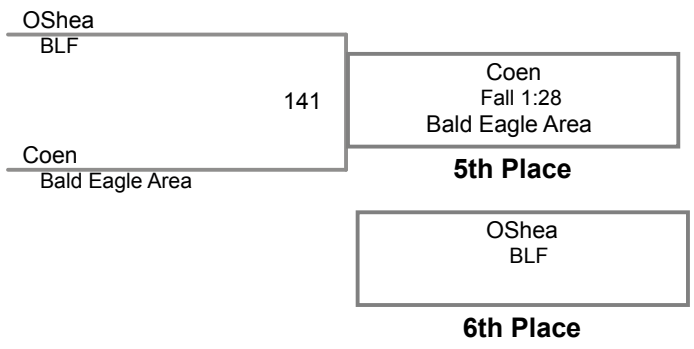 OShea
BLF
141
Coen
Bald Eagle Area
Coen
Fall 1:28
Bald Eagle Area
5th Place
OShea
BLF
6th Place